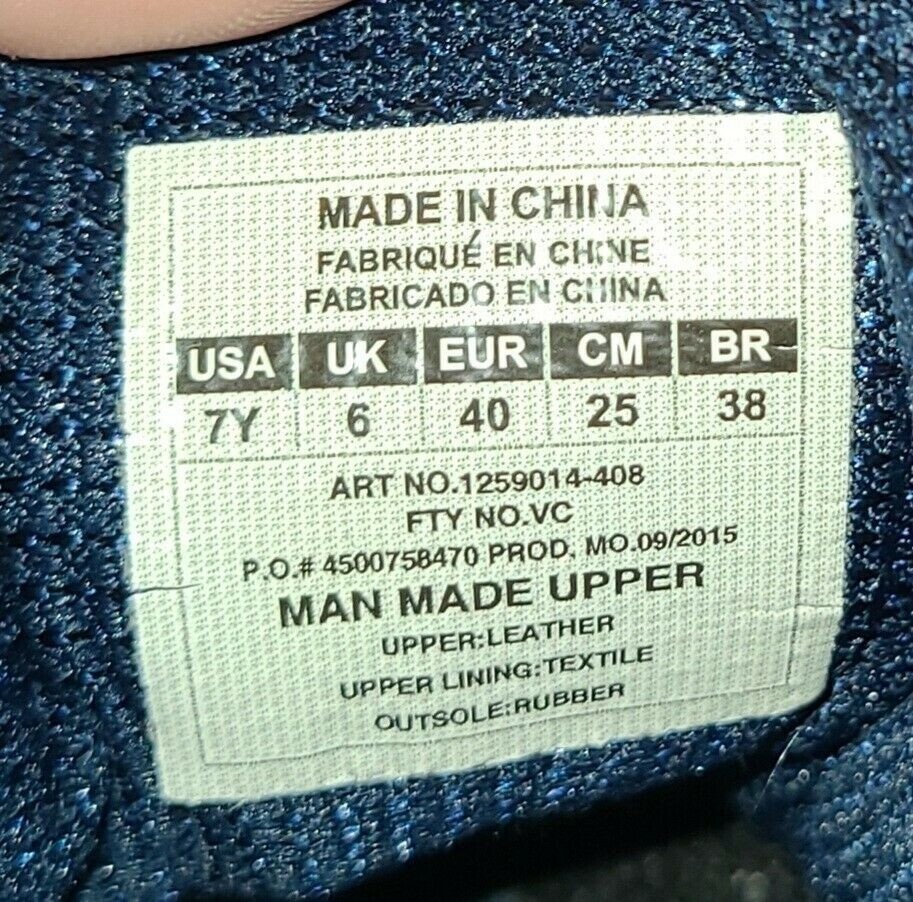 MADE IN CHINA
FABRIQUÉ EN CHINE
FABRICADO EN CHINA
USA UK EUR CM BR
7Y 6 40 25 38
ART NO.1259014-408
FTY NO.VC
P.O.# 4500758470 PROD. MO.09/2015
MAN MADE UPPER
UPPER:LEATHER
UPPER LINING:TEXTILE
OUTSOLE:RUBBER